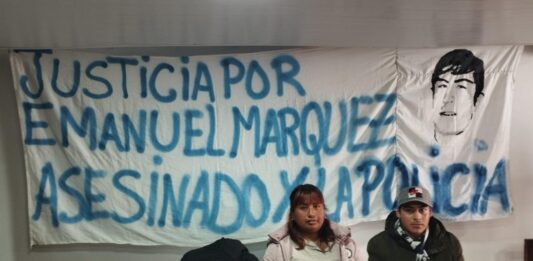 JUSTICIA POR
EMANUEL MARQUEZ
ASESINADO X LA POLICIA